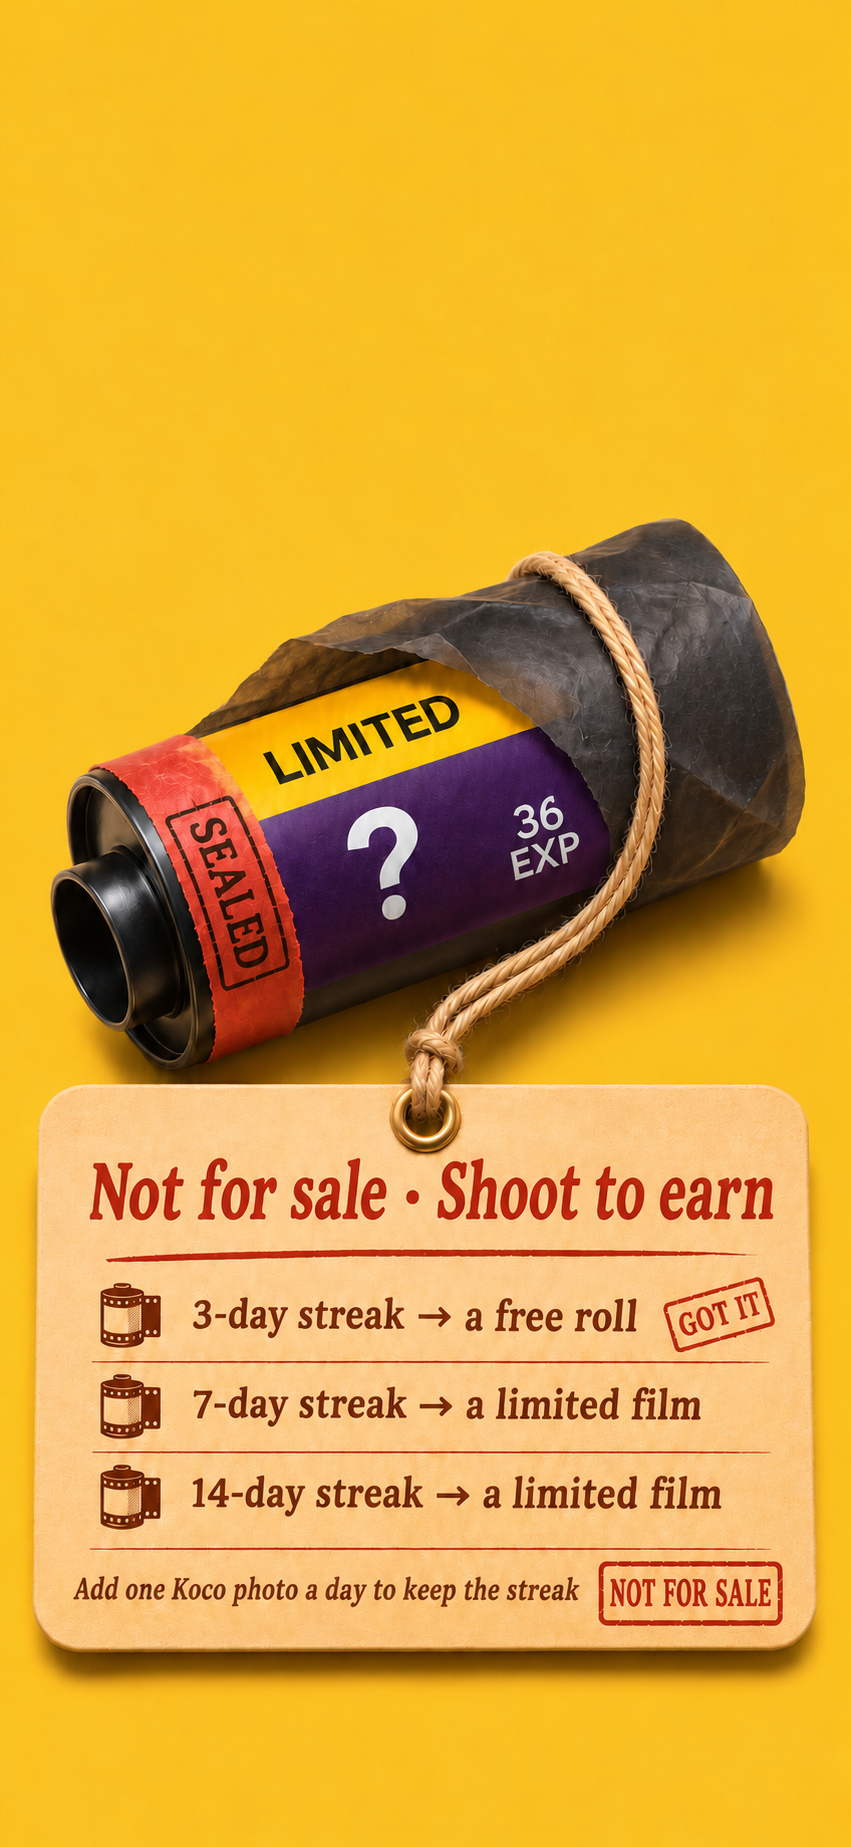 LIMITED
?
36
EXP
SEALED
Not for sale · Shoot to earn
3-day streak → a free roll
GOT IT
7-day streak → a limited film
14-day streak → a limited film
Add one Koco photo a day to keep the streak
NOT FOR SALE